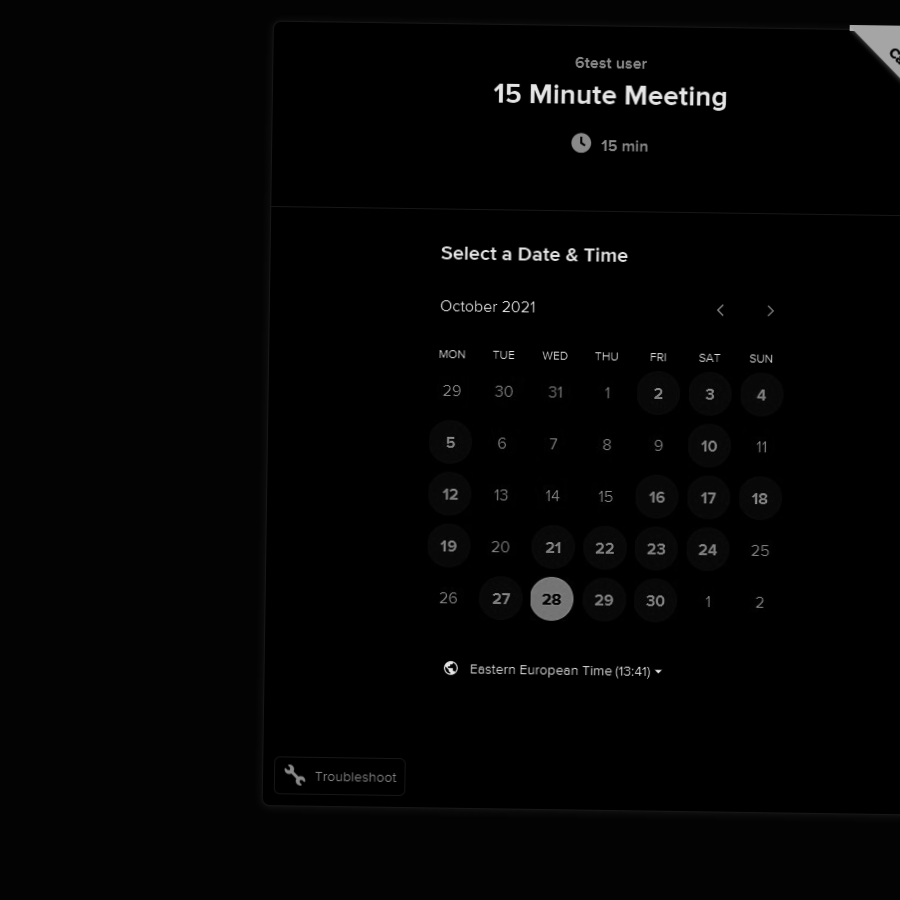 6test user
15 Minute Meeting
15 min
Select a Date & Time
October 2021
MON TUE WED THU FRI SAT SUN
29 30 31 1 2 3 4
5 6 7 8 9 10 11
12 13 14 15 16 17 18
19 20 21 22 23 24 25
26 27 28 29 30 1 2
Eastern European Time (13:41)
Troubleshoot